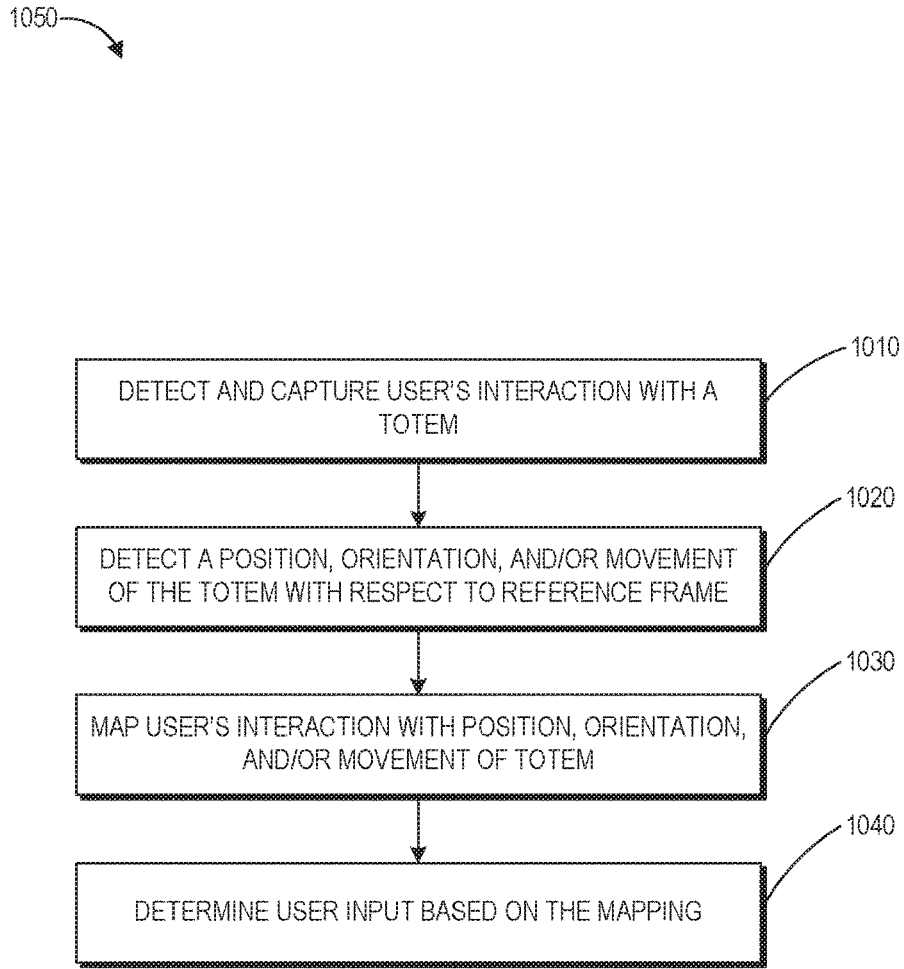 1050
1010
DETECT AND CAPTURE USER'S INTERACTION WITH A
TOTEM
1020
DETECT A POSITION, ORIENTATION, AND/OR MOVEMENT
OF THE TOTEM WITH RESPECT TO REFERENCE FRAME
1030
MAP USER'S INTERACTION WITH POSITION, ORIENTATION,
AND/OR MOVEMENT OF TOTEM
1040
DETERMINE USER INPUT BASED ON THE MAPPING